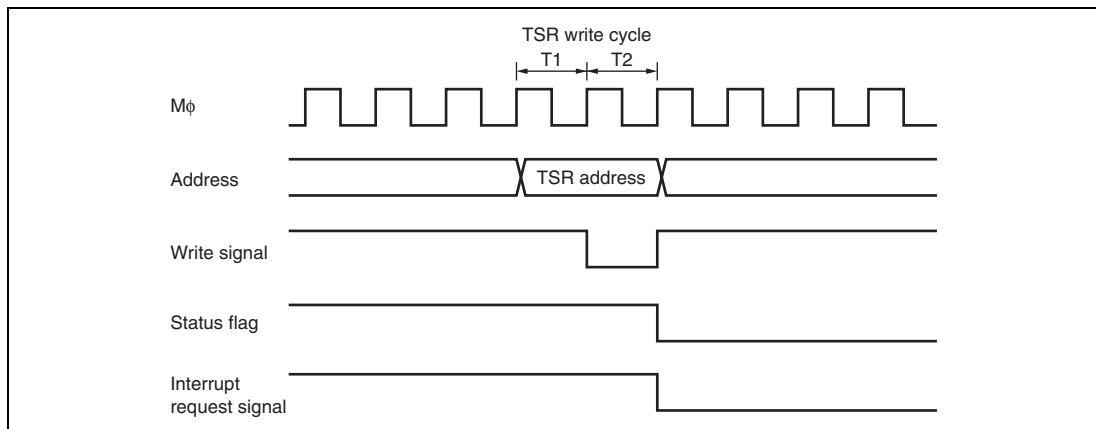 TSR write cycle
T1 T2
Mφ
Address
TSR address
Write signal
Status flag
Interrupt
request signal